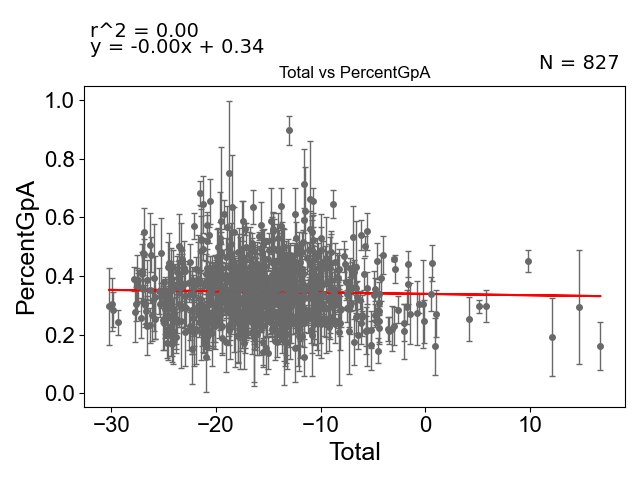 r^2 = 0.00
y = -0.00x + 0.34
N = 827
Total vs PercentGpA
PercentGpA
1.0
0.8
0.6
0.4
0.2
0.0
−30
−20
−10
0
10
Total